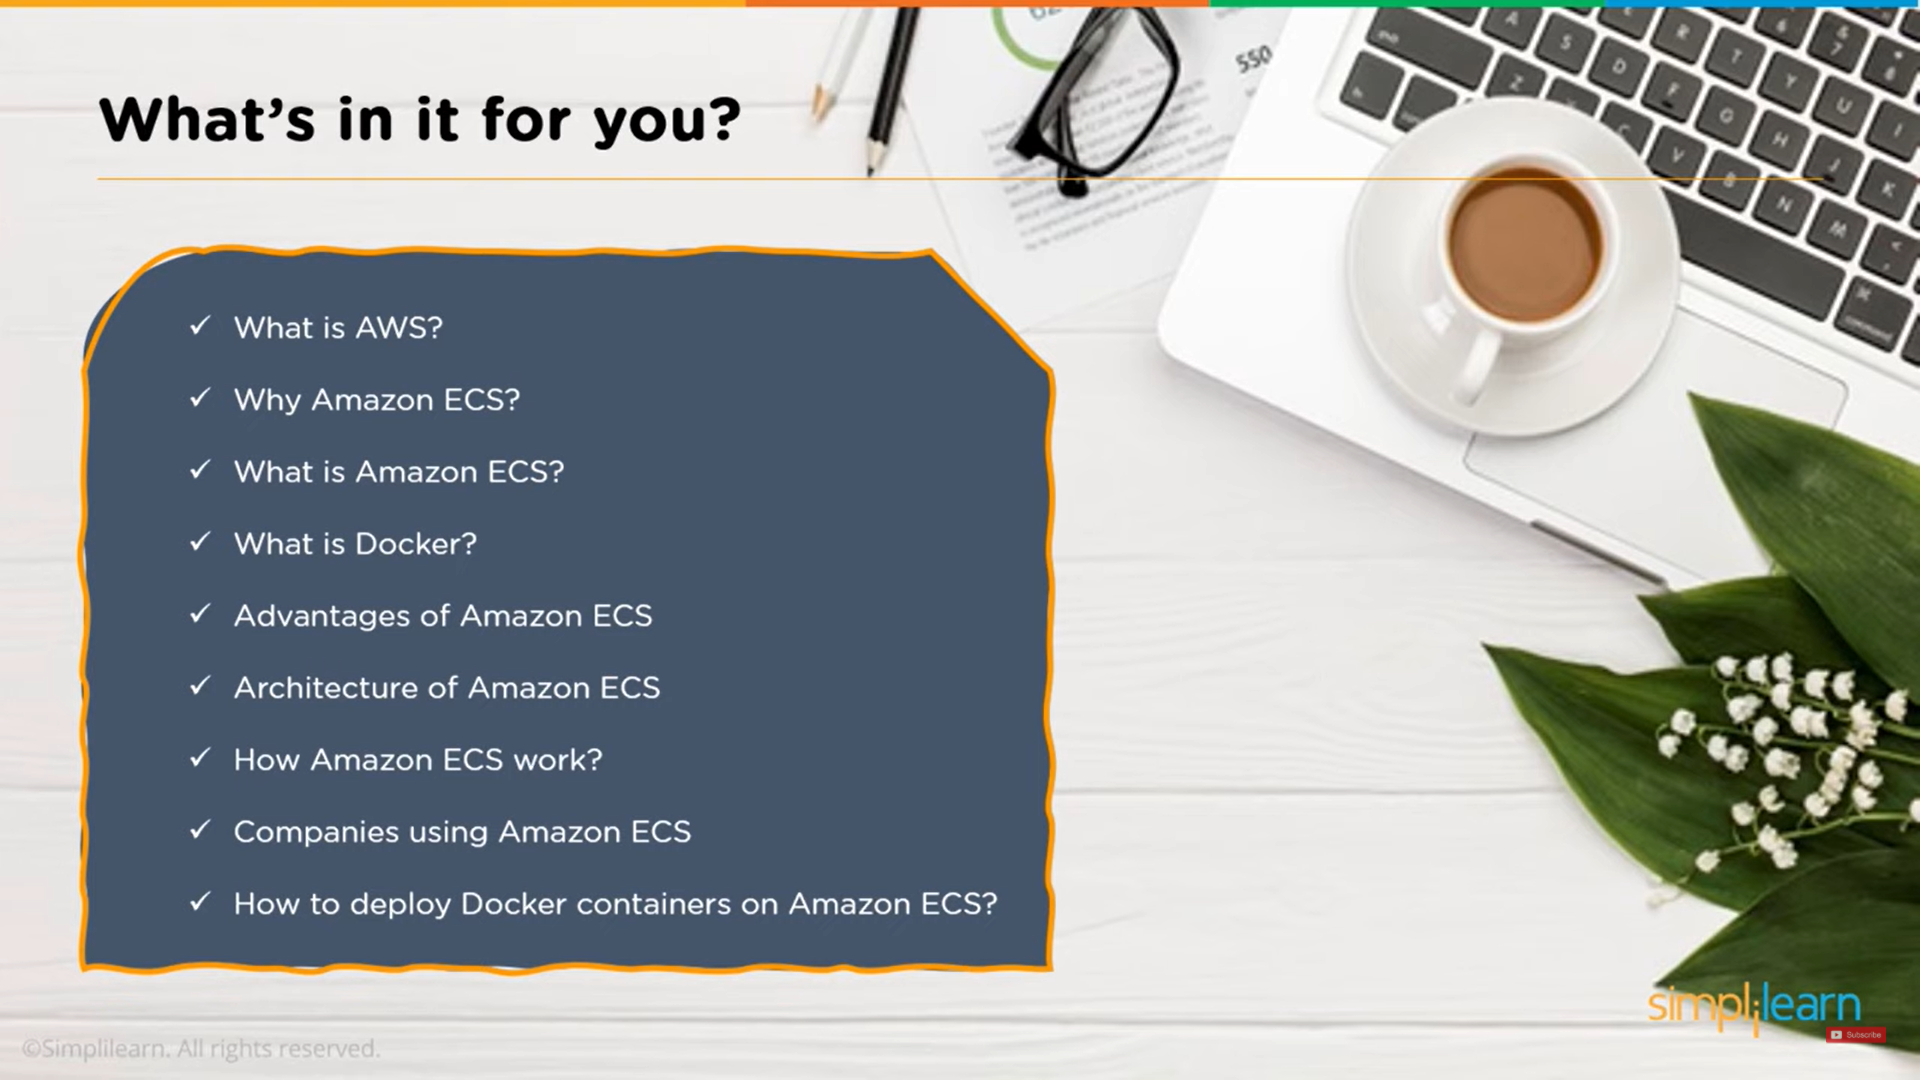 What's in it for you?
✓ What is AWS?
✓ Why Amazon ECS?
✓ What is Amazon ECS?
✓ What is Docker?
✓ Advantages of Amazon ECS
✓ Architecture of Amazon ECS
✓ How Amazon ECS work?
✓ Companies using Amazon ECS
✓ How to deploy Docker containers on Amazon ECS?
simplilearn
Subscribe
©Simplilearn. All rights reserved.
550